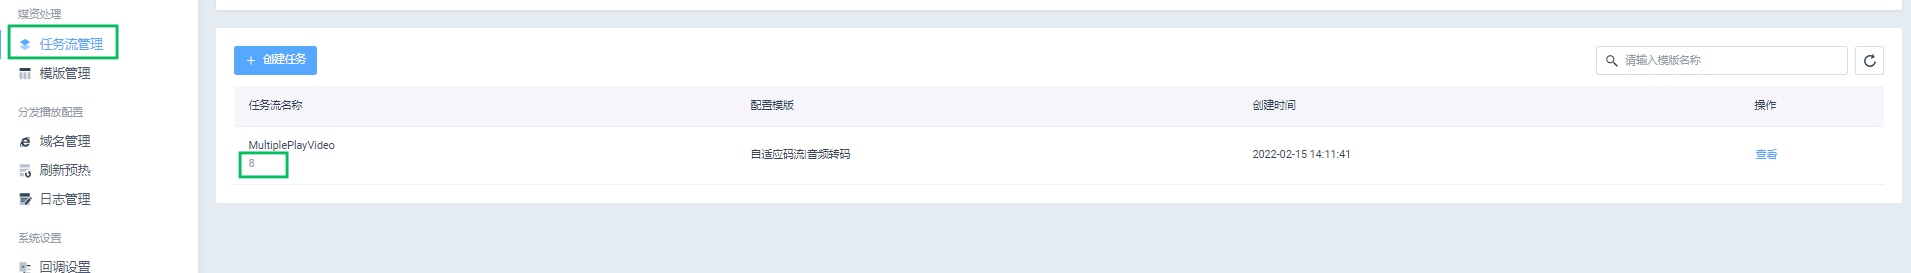 媒资处理
任务流管理
模版管理
分发播放配置
域名管理
刷新预热
日志管理
系统设置
回调设置
+ 创建任务
请输入模版名称
任务流名称 配置模版 创建时间 操作
MultiplePlayVideo
8
自适应码流|音频转码
2022-02-15 14:11:41
查看